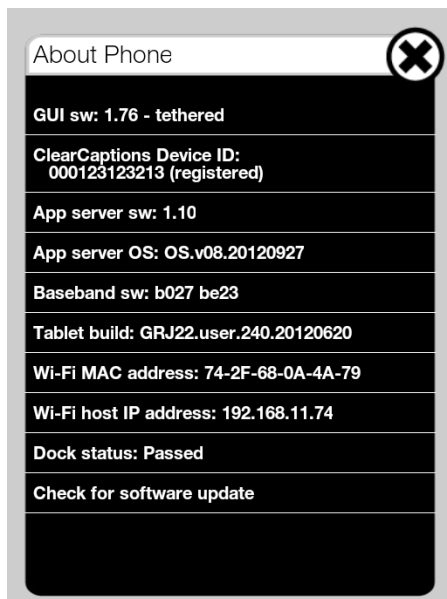 About Phone
GUI sw: 1.76 - tethered
ClearCaptions Device ID:
000123123213 (registered)
App server sw: 1.10
App server OS: OS.v08.20120927
Baseband sw: b027 be23
Tablet build: GRJ22.user.240.20120620
Wi-Fi MAC address: 74-2F-68-0A-4A-79
Wi-Fi host IP address: 192.168.11.74
Dock status: Passed
Check for software update